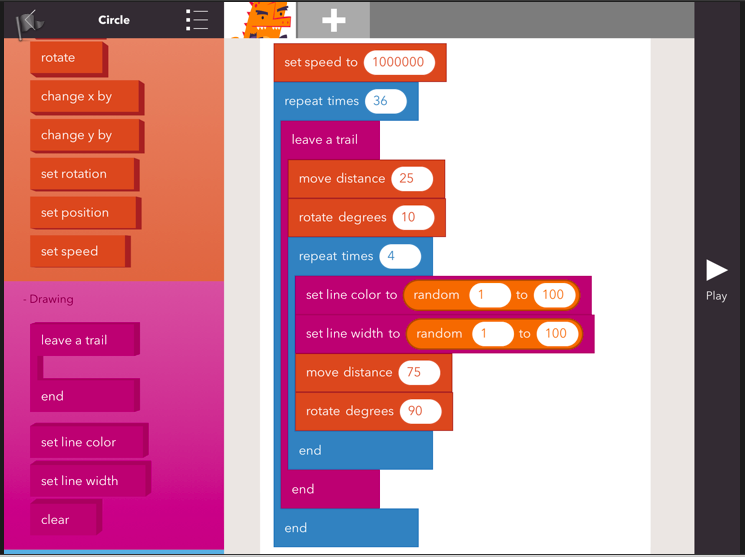 Circle
rotate
change x by
change y by
set rotation
set position
set speed
- Drawing
leave a trail
end
set line color
set line width
clear
set speed to 1000000
repeat times 36
leave a trail
move distance 25
rotate degrees 10
repeat times 4
set line color to random 1 to 100
set line width to random 1 to 100
move distance 75
rotate degrees 90
end
end
end
Play